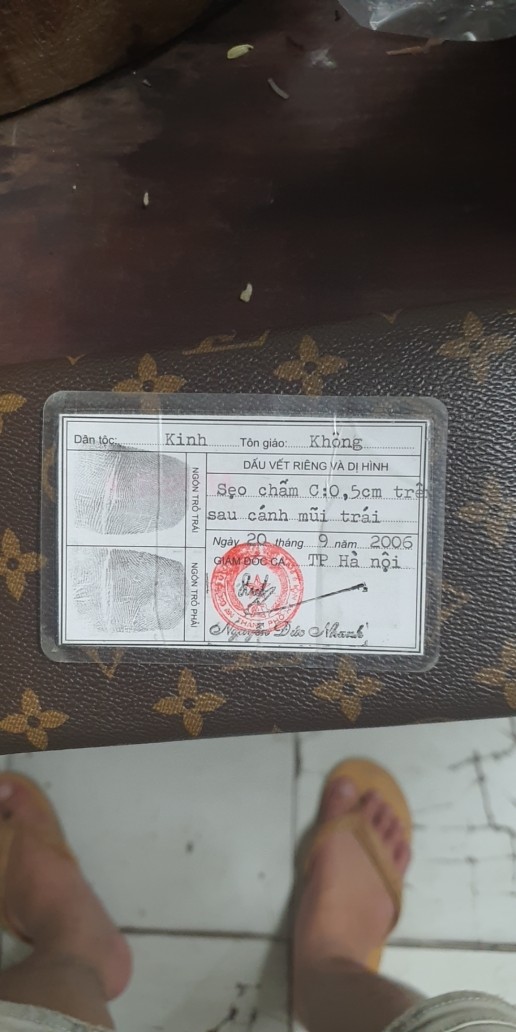 Dân tộc: Kinh Tôn giáo: Không
NGÓN TRỎ TRÁI
NGÓN TRỎ PHẢI
DẤU VẾT RIÊNG VÀ DỊ HÌNH
Sẹo chấm C:0,5cm trê
sau cánh mũi trái
Ngày 20 tháng 9 năm 2006
GIÁM ĐỐC CA TP Hà nội
Nguyễn Đức Nhanh